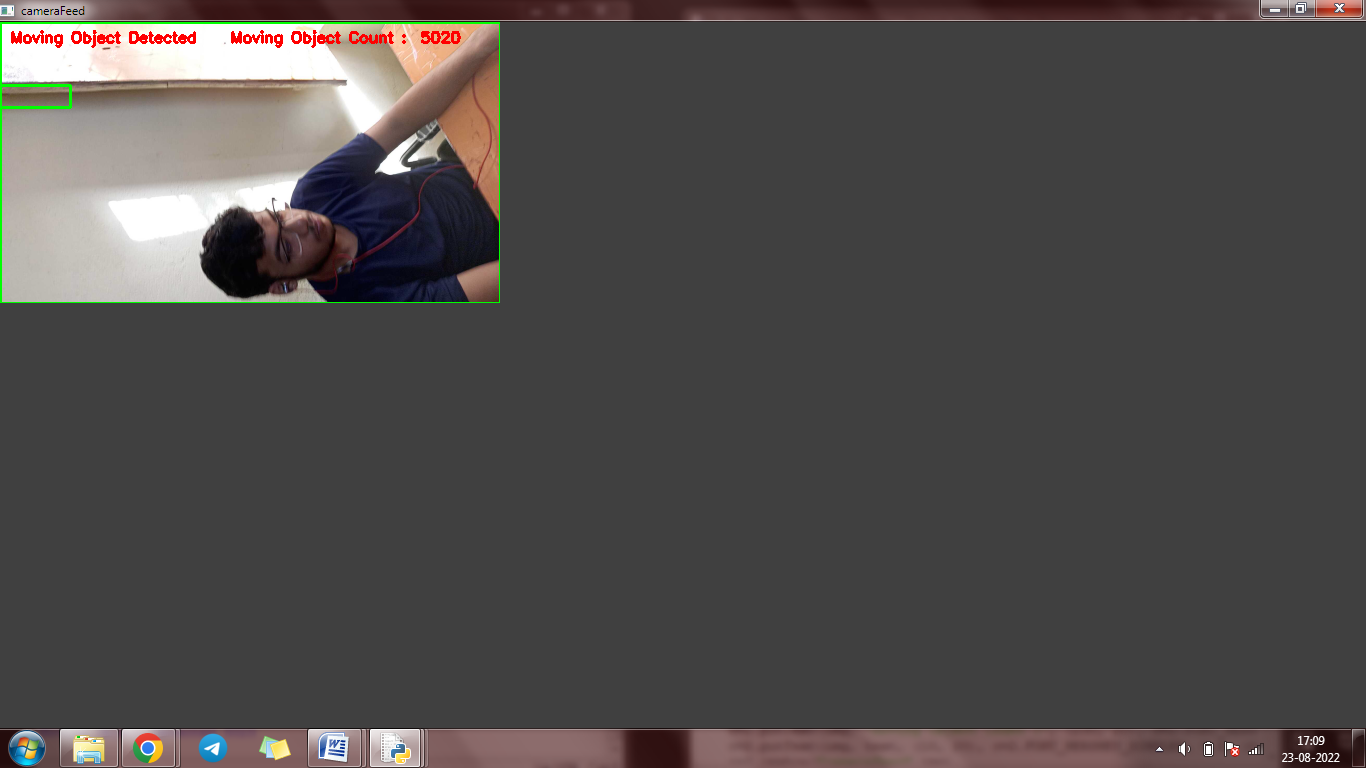 cameraFeed
Moving Object Detected Moving Object Count : 5020
17:09
23-08-2022